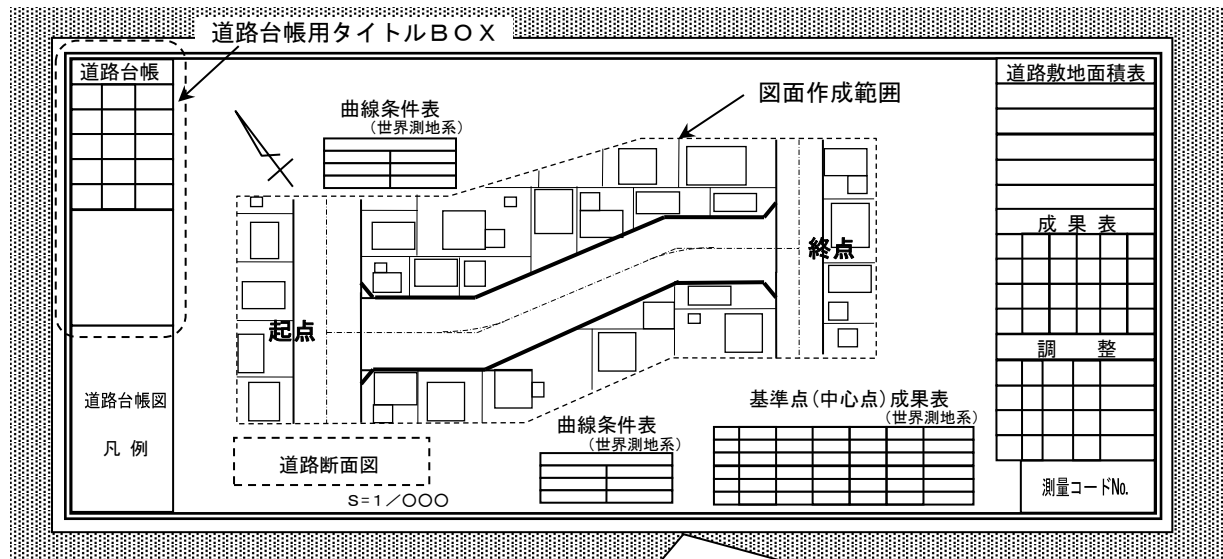 道路台帳用タイトルＢＯＸ
道路台帳
道路敷地面積表
図面作成範囲
曲線条件表
（世界測地系）
成 果 表
終点
起点
調 整
道路台帳図
凡 例
基準点（中心点）成果表
（世界測地系）
曲線条件表
（世界測地系）
道路断面図
S=1／○○○
測量コードNo.